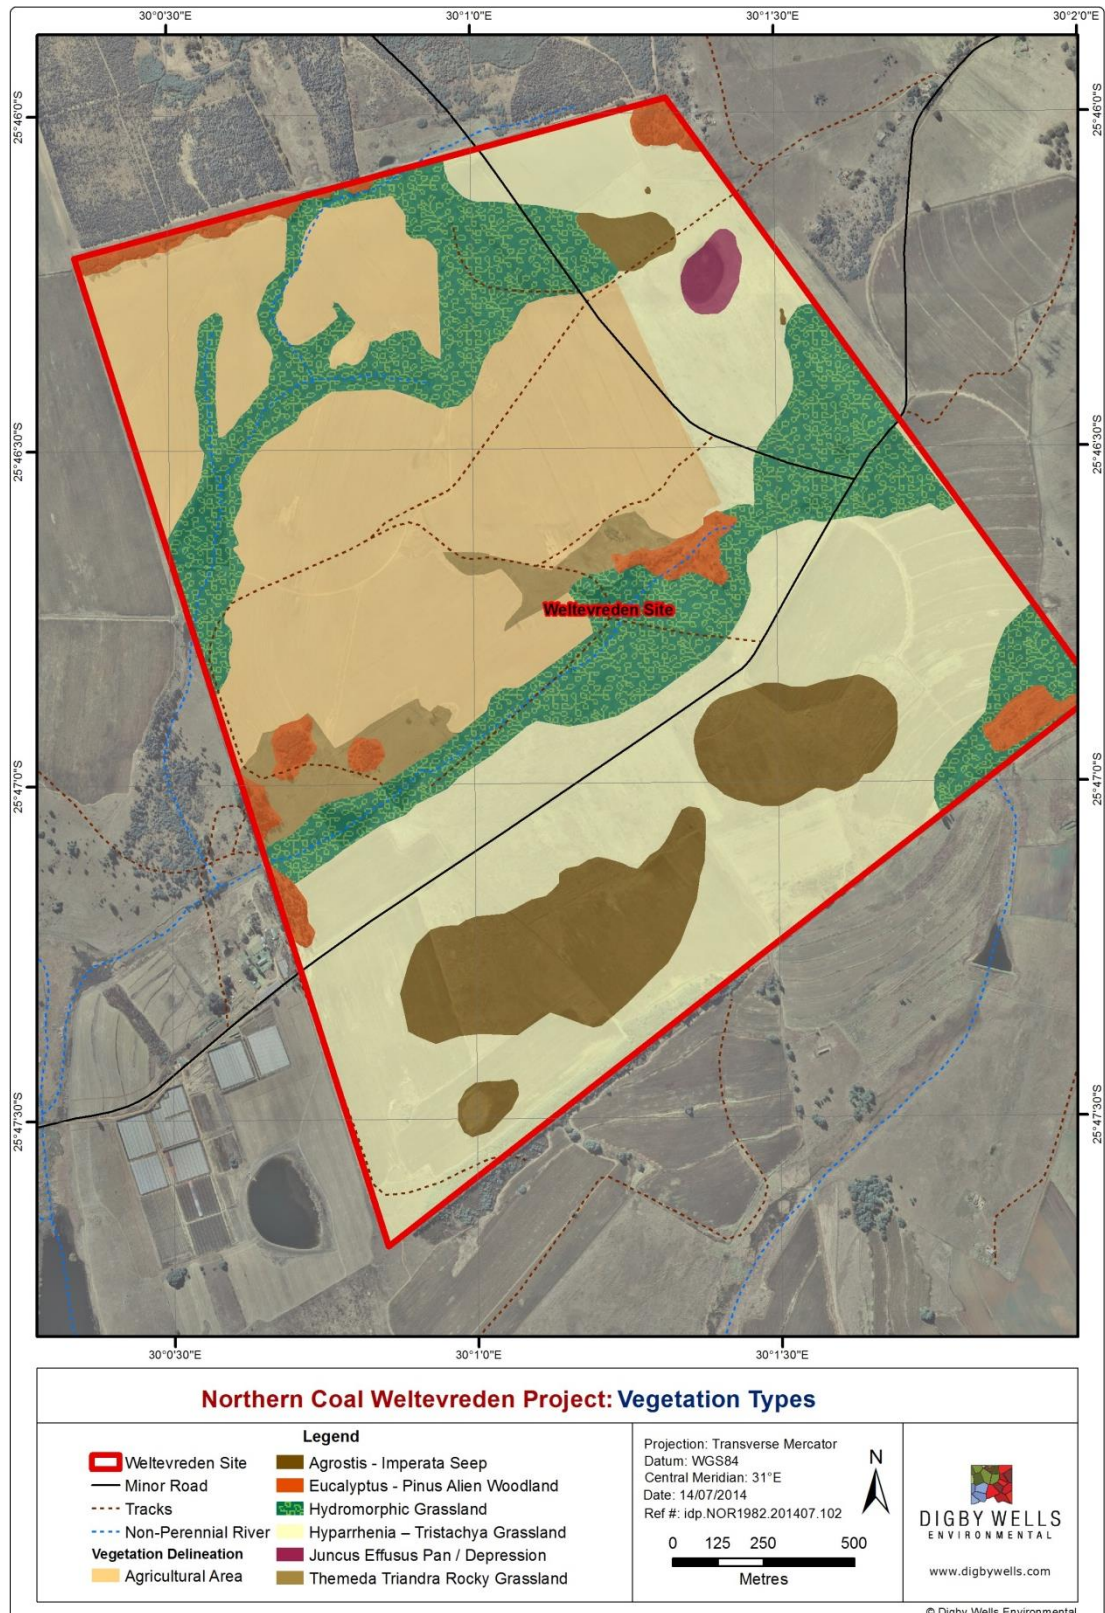 30°0'30"E 30°1'0"E 30°1'30"E 30°2'0"E
25°46'0"S 25°46'0"S
25°46'30"S 25°46'30"S
Weltevreden Site
25°47'0"S 25°47'0"S
25°47'30"S 25°47'30"S
30°0'30"E 30°1'0"E 30°1'30"E
Northern Coal Weltevreden Project: Vegetation Types
Legend
Weltevreden Site
Minor Road
Tracks
Non-Perennial River
Vegetation Delineation
Agricultural Area
Agrostis - Imperata Seep
Eucalyptus - Pinus Alien Woodland
Hydromorphic Grassland
Hyparrhenia – Tristachya Grassland
Juncus Effusus Pan / Depression
Themeda Triandra Rocky Grassland
Projection: Transverse Mercator
Datum: WGS84
Central Meridian: 31°E
Date: 14/07/2014
Ref #: idp.NOR1982.201407.102
N
0 125 250 500
Metres
DIGBY WELLS
ENVIRONMENTAL
www.digbywells.com
© Digby Wells Environmental